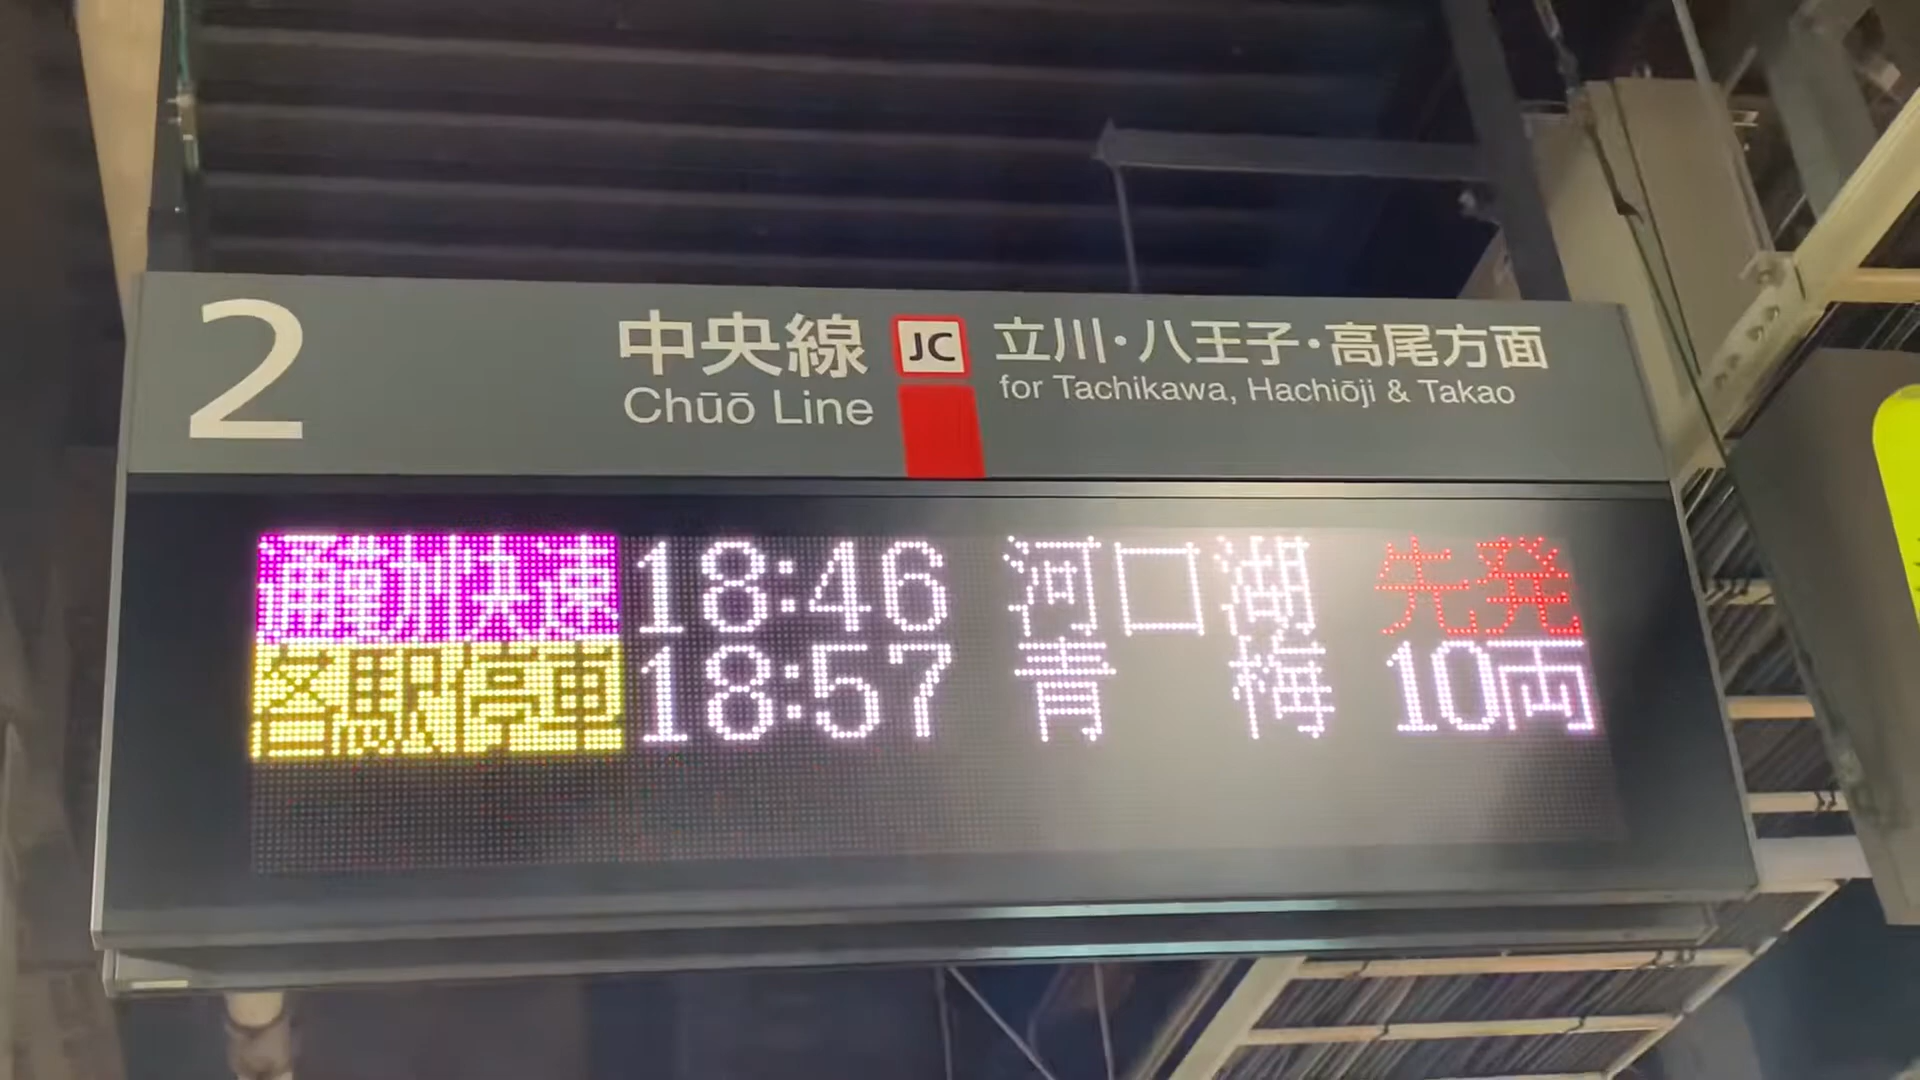 2
中央線 JC 立川・八王子・高尾方面
Chūō Line for Tachikawa, Hachiōji & Takao
通勤快速 18:46 河口湖 先発
各駅停車 18:57 青梅 10両